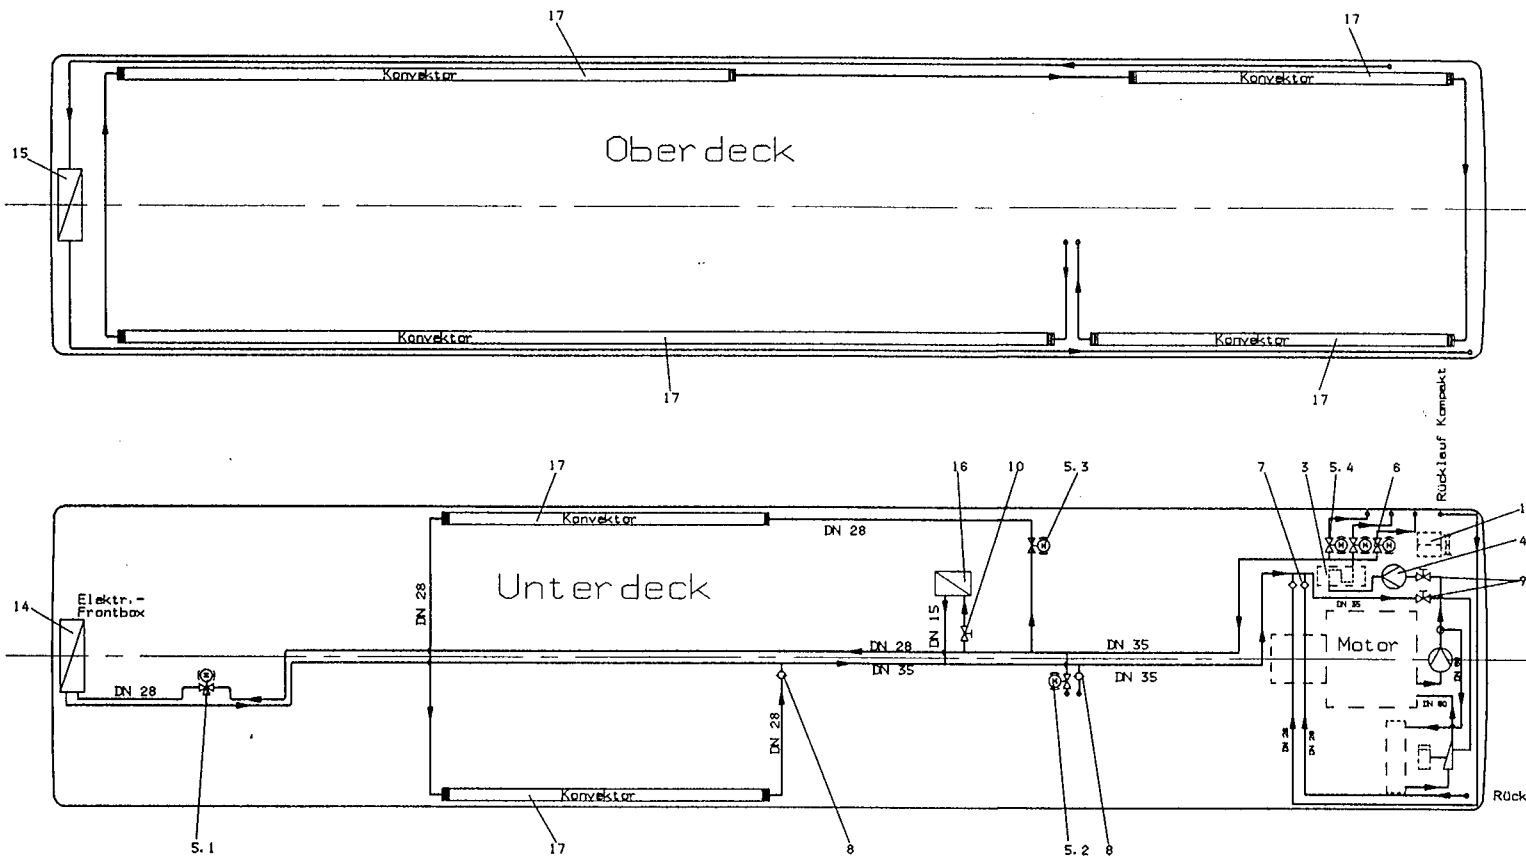 17
17
Konvektor
Konvektor
Oberdeck
15
Konvektor
Konvektor
17
17
Rücklauf Kompakt
17
16
10
5.3
7
3
5.4
6
1
Konvektor
DN 28
4
Unterdeck
DN 28
Elektr.-
Frontbox
14
DN 15
9
DN 35
Motor
DN 28
DN 35
DN 35
DN 35
DN 28
DN 28
DN 28
DN 28
Konvektor
Rück
5.1
17
8
5.2
8